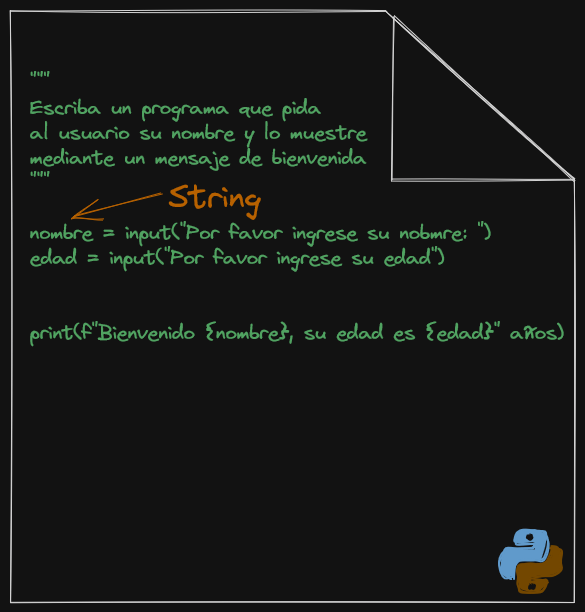 """
Escriba un programa que pida
al usuario su nombre y lo muestre
mediante un mensaje de bienvenida
"""
String
nombre = input("Por favor ingrese su nobmre: ")
edad = input("Por favor ingrese su edad")
print(f"Bienvenido {nombre}, su edad es {edad}" años)